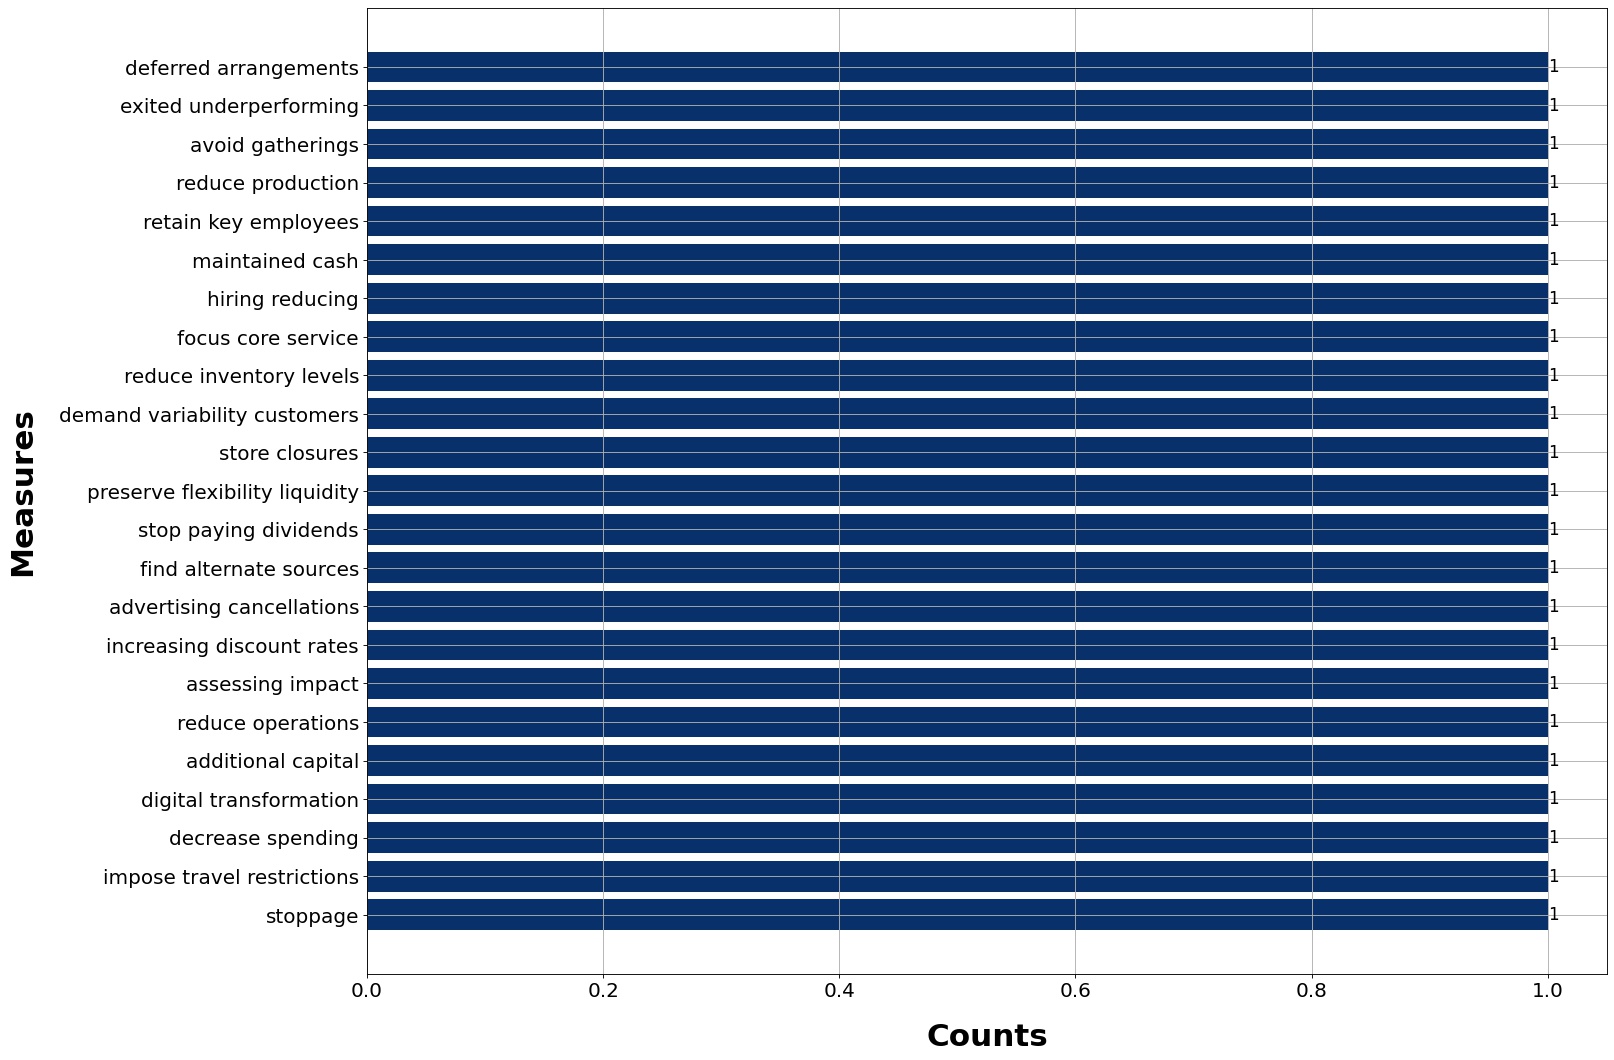 deferred arrangements 1
exited underperforming 1
avoid gatherings 1
reduce production 1
retain key employees 1
maintained cash 1
hiring reducing 1
focus core service 1
reduce inventory levels 1
demand variability customers 1
store closures 1
preserve flexibility liquidity 1
stop paying dividends 1
find alternate sources 1
advertising cancellations 1
increasing discount rates 1
assessing impact 1
reduce operations 1
additional capital 1
digital transformation 1
decrease spending 1
impose travel restrictions 1
stoppage 1
Measures
0.0 0.2 0.4 0.6 0.8 1.0
Counts